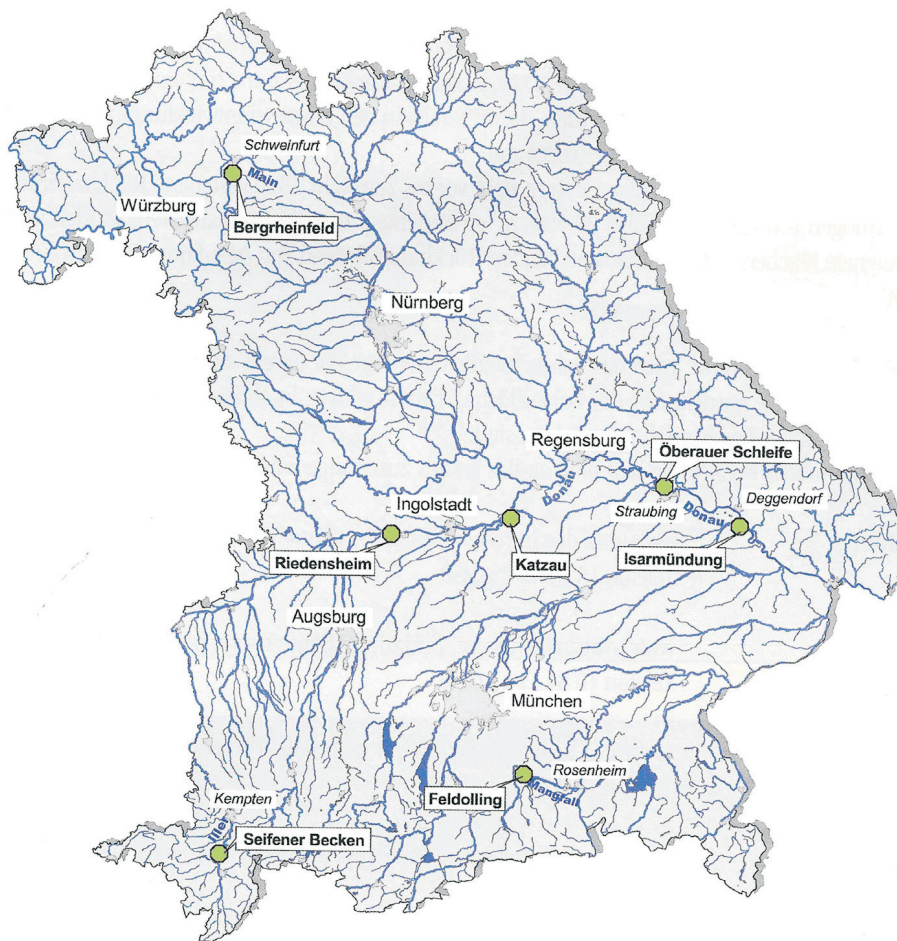 Schweinfurt
Main
Würzburg
Bergrheinfeld
Nürnberg
Regensburg
Öberauer Schleife
Donau
Ingolstadt
Straubing
Donau
Deggendorf
Riedensheim
Katzau
Isarmündung
Augsburg
München
Rosenheim
Feldolling
Mangfall
Kempten
Iller
Seifener Becken